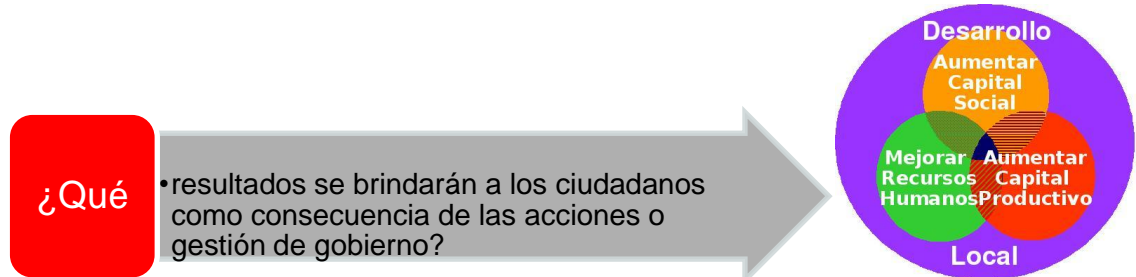 ¿Qué
•resultados se brindarán a los ciudadanos
como consecuencia de las acciones o
gestión de gobierno?
Desarrollo
Aumentar
Capital
Social
Mejorar
Recursos
Humanos
Aumentar
Capital
Productivo
Local